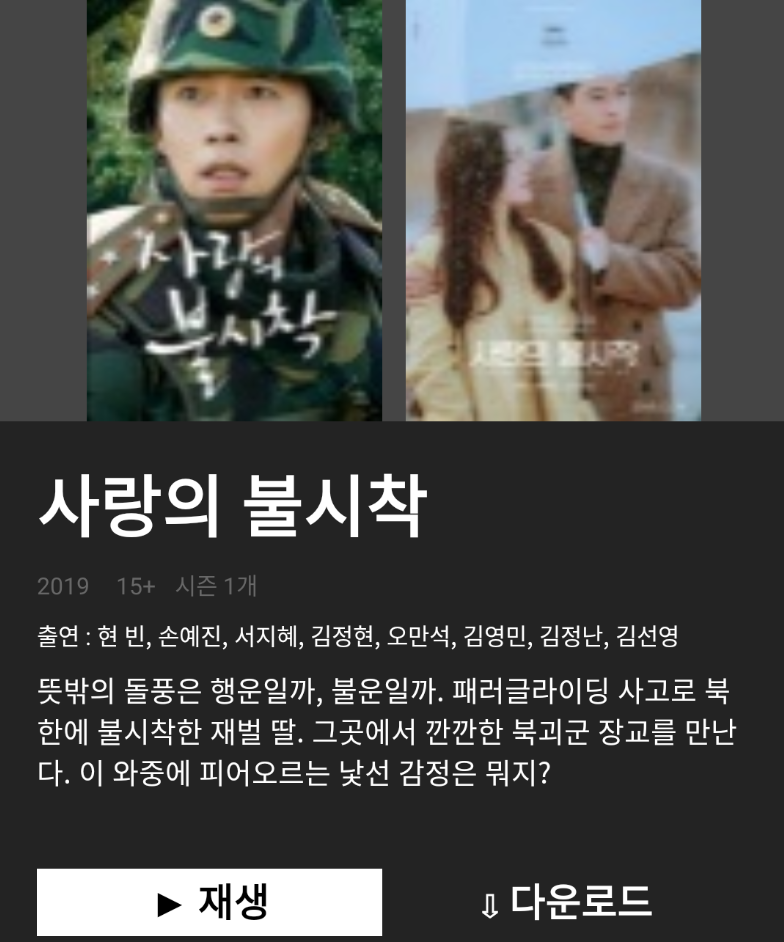 사랑의
불시착
사랑의 불시착
사랑의 불시착
2019 15+ 시즌 1개
출연 : 현 빈, 손예진, 서지혜, 김정현, 오만석, 김영민, 김정난, 김선영
뜻밖의 돌풍은 행운일까, 불운일까. 패러글라이딩 사고로 북
한에 불시착한 재벌 딸. 그곳에서 깐깐한 북괴군 장교를 만난
다. 이 와중에 피어오르는 낯선 감정은 뭐지?
▶ 재생
⇩ 다운로드